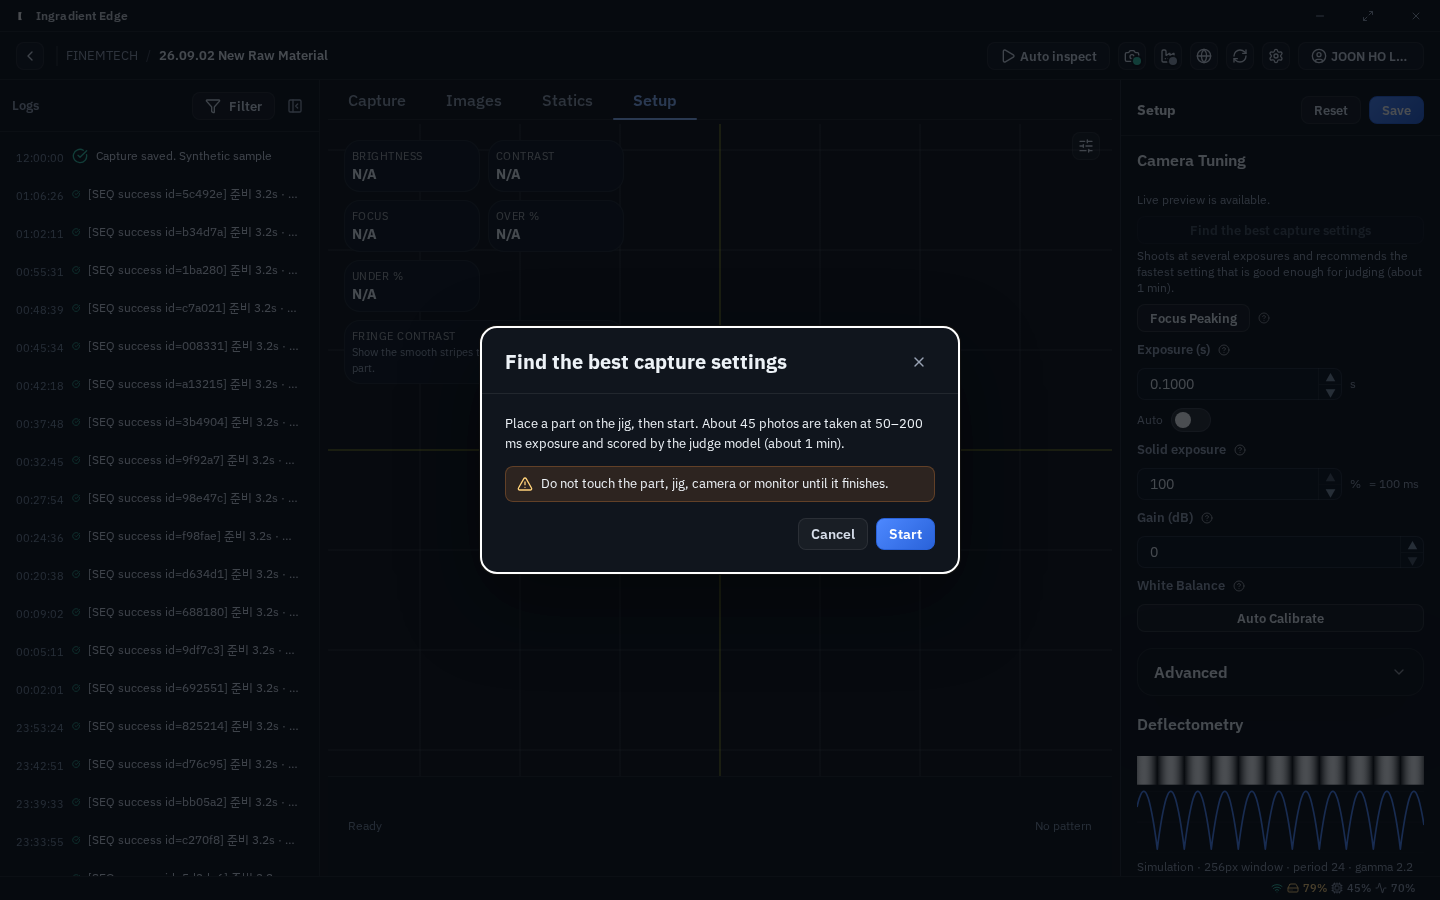 Ingradient Edge
FINEMTECH / 26.09.02 New Raw Material
Auto inspect
JOON HO L...
Logs
Filter
12:00:00 Capture saved. Synthetic sample
01:06:26 [SEQ success id=5c492e] 준비 3.2s · ...
01:02:11 [SEQ success id=b34d7a] 준비 3.2s · ...
00:55:31 [SEQ success id=1ba280] 준비 3.2s · ...
00:48:39 [SEQ success id=c7a021] 준비 3.2s · ...
00:45:34 [SEQ success id=008331] 준비 3.2s · ...
00:42:18 [SEQ success id=a13215] 준비 3.2s · ...
00:37:48 [SEQ success id=3b4904] 준비 3.2s · ...
00:32:45 [SEQ success id=9f92a7] 준비 3.2s · ...
00:27:54 [SEQ success id=98e47c] 준비 3.2s · ...
00:24:36 [SEQ success id=f98fae] 준비 3.2s · ...
00:20:38 [SEQ success id=d634d1] 준비 3.2s · ...
00:09:02 [SEQ success id=688180] 준비 3.2s · ...
00:05:11 [SEQ success id=9df7c3] 준비 3.2s · ...
00:02:01 [SEQ success id=692551] 준비 3.2s · ...
23:53:24 [SEQ success id=825214] 준비 3.2s · ...
23:42:51 [SEQ success id=d76c95] 준비 3.2s · ...
23:39:33 [SEQ success id=bb05a2] 준비 3.2s · ...
23:33:55 [SEQ success id=c270f8] 준비 3.2s · ...
Capture Images Statics Setup
BRIGHTNESS
N/A
CONTRAST
N/A
FOCUS
N/A
OVER %
N/A
UNDER %
N/A
FRINGE CONTRAST
Show the smooth stripes
part.
Find the best capture settings
Place a part on the jig, then start. About 45 photos are taken at 50–200
ms exposure and scored by the judge model (about 1 min).
Do not touch the part, jig, camera or monitor until it finishes.
Cancel
Start
Ready
No pattern
Setup
Reset
Save
Camera Tuning
Live preview is available.
Find the best capture settings
Shoots at several exposures and recommends the
fastest setting that is good enough for judging (about
1 min).
Focus Peaking
Exposure (s)
0.1000 s
Auto
Solid exposure
100 % = 100 ms
Gain (dB)
0
White Balance
Auto Calibrate
Advanced
Deflectometry
Simulation · 256px window · period 24 · gamma 2.2
79% 45% 70%